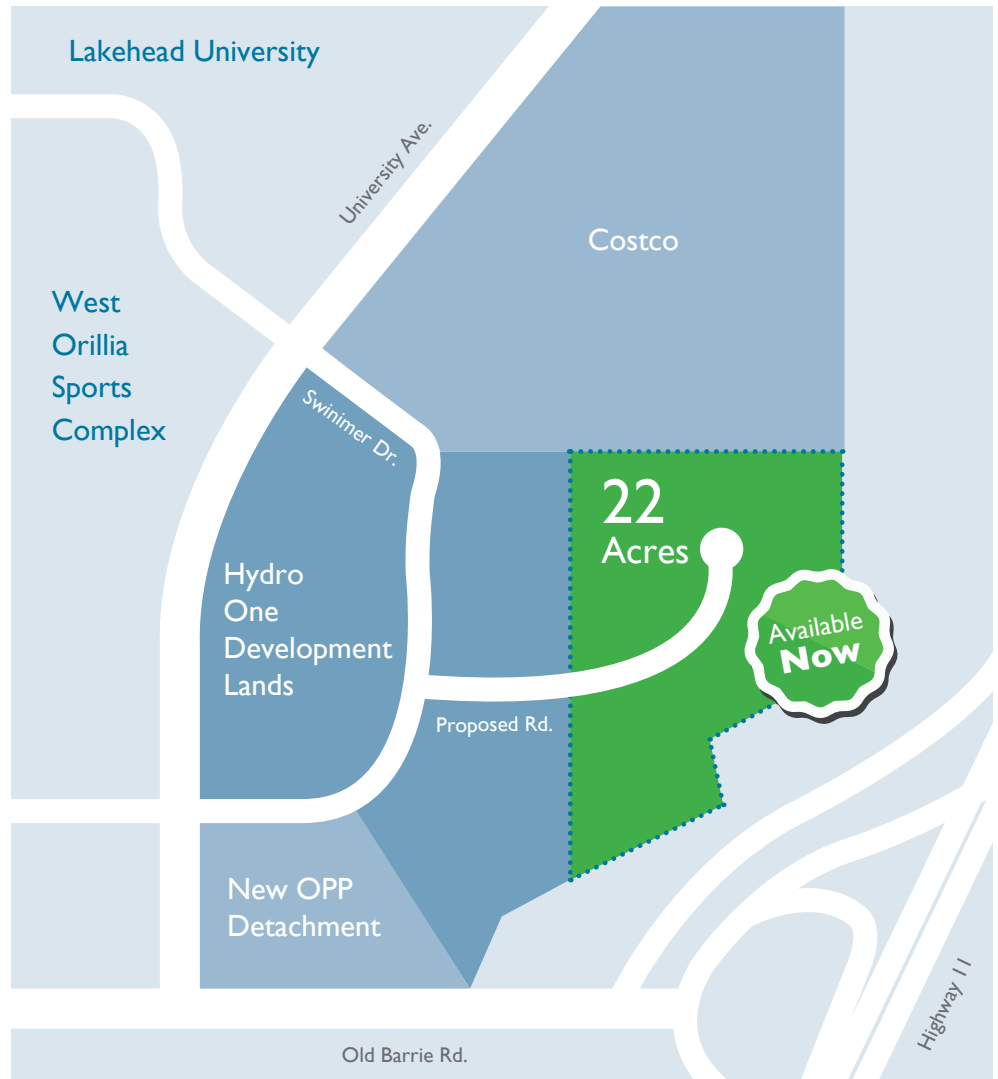 Lakehead University
University Ave.
Costco
West
Orillia
Sports
Complex
Swinimer Dr.
22
Acres
Hydro
One
Development
Lands
Available
Now
Proposed Rd.
New OPP
Detachment
Highway 11
Old Barrie Rd.